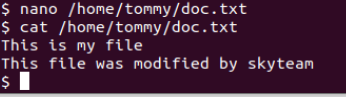 $ nano /home/tommy/doc.txt
$ cat /home/tommy/doc.txt
This is my file
This file was modified by skyteam
$